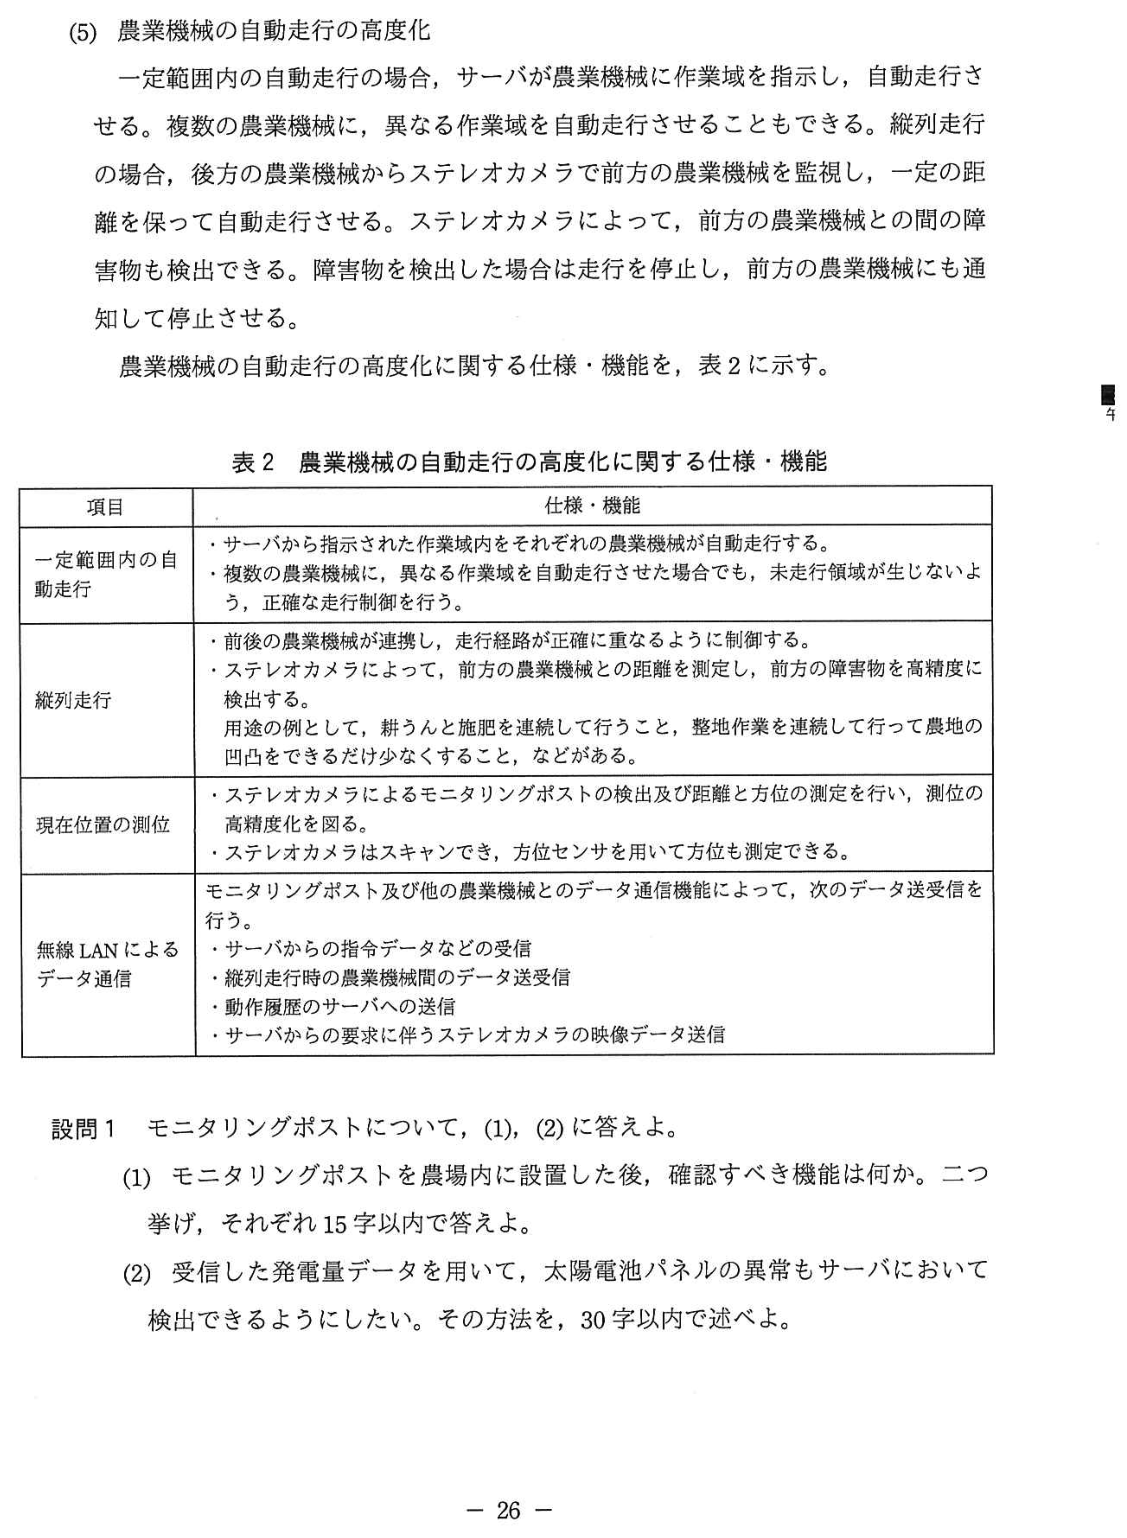 (5) 農業機械の自動走行の高度化
一定範囲内の自動走行の場合，サーバが農業機械に作業域を指示し，自動走行さ
せる。複数の農業機械に，異なる作業域を自動走行させることもできる。縦列走行
の場合，後方の農業機械からステレオカメラで前方の農業機械を監視し，一定の距
離を保って自動走行させる。ステレオカメラによって，前方の農業機械との間の障
害物も検出できる。障害物を検出した場合は走行を停止し，前方の農業機械にも通
知して停止させる。
農業機械の自動走行の高度化に関する仕様・機能を，表2に示す。
表2 農業機械の自動走行の高度化に関する仕様・機能
項目 仕様・機能
一定範囲内の自
動走行
・サーバから指示された作業域内をそれぞれの農業機械が自動走行する。
・複数の農業機械に，異なる作業域を自動走行させた場合でも，未走行領域が生じないよ
う，正確な走行制御を行う。
縦列走行
・前後の農業機械が連携し，走行経路が正確に重なるように制御する。
・ステレオカメラによって，前方の農業機械との距離を測定し，前方の障害物を高精度に
検出する。
用途の例として，耕うんと施肥を連続して行うこと，整地作業を連続して行って農地の
凹凸をできるだけ少なくすること，などがある。
現在位置の測位
・ステレオカメラによるモニタリングポストの検出及び距離と方位の測定を行い，測位の
高精度化を図る。
・ステレオカメラはスキャンでき，方位センサを用いて方位も測定できる。
無線LANによる
データ通信
モニタリングポスト及び他の農業機械とのデータ通信機能によって，次のデータ送受信を
行う。
・サーバからの指令データなどの受信
・縦列走行時の農業機械間のデータ送受信
・動作履歴のサーバへの送信
・サーバからの要求に伴うステレオカメラの映像データ送信
設問1 モニタリングポストについて，(1)，(2)に答えよ。
(1) モニタリングポストを農場内に設置した後，確認すべき機能は何か。二つ
挙げ，それぞれ15字以内で答えよ。
(2) 受信した発電量データを用いて，太陽電池パネルの異常もサーバにおいて
検出できるようにしたい。その方法を，30字以内で述べよ。
－ 26 －